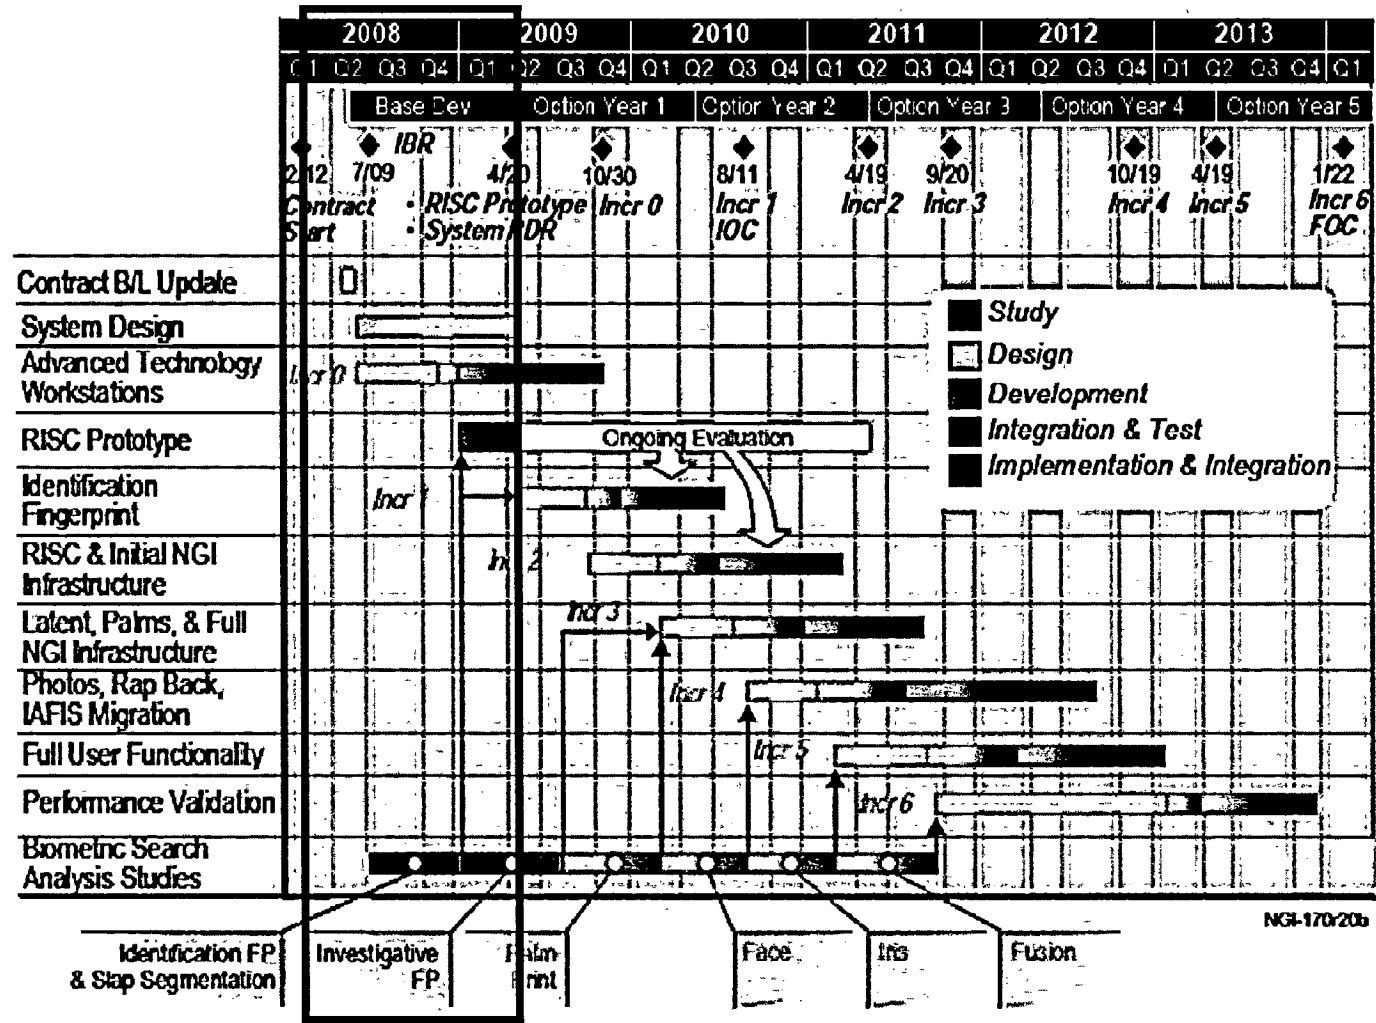 2008 2009 2010 2011 2012 2013
Q1 Q2 Q3 Q4 Q1 Q2 Q3 Q4 Q1 Q2 Q3 Q4 Q1 Q2 Q3 Q4 Q1 Q2 Q3 Q4 Q1 Q2 Q3 Q4 Q1
Base Dev Option Year 1 Option Year 2 Option Year 3 Option Year 4 Option Year 5
IBR
2/12 7/09 4/20 10/30 8/11 4/19 9/20 10/19 4/19 1/22
Contract • RISC Prototype Incr 0 Incr 1 Incr 2 Incr 3 Incr 4 Incr 5 Incr 6
Start • System PDR IOC FOC
Contract B/L Update
System Design
Advanced Technology
Workstations
Incr 0
RISC Prototype
Ongoing Evaluation
Identification
Fingerprint
Incr 1
RISC & Initial NGI
Infrastructure
Incr 2
Latent, Palms, & Full
NGI Infrastructure
Incr 3
Photos, Rap Back,
IAFIS Migration
Incr 4
Full User Functionality
Incr 5
Performance Validation
Incr 6
Biometric Search
Analysis Studies
Study
Design
Development
Integration & Test
Implementation & Integration
NGI-170/20b
Identification FP
& Slap Segmentation
Investigative
FP
Palm
Print
Face
Iris
Fusion